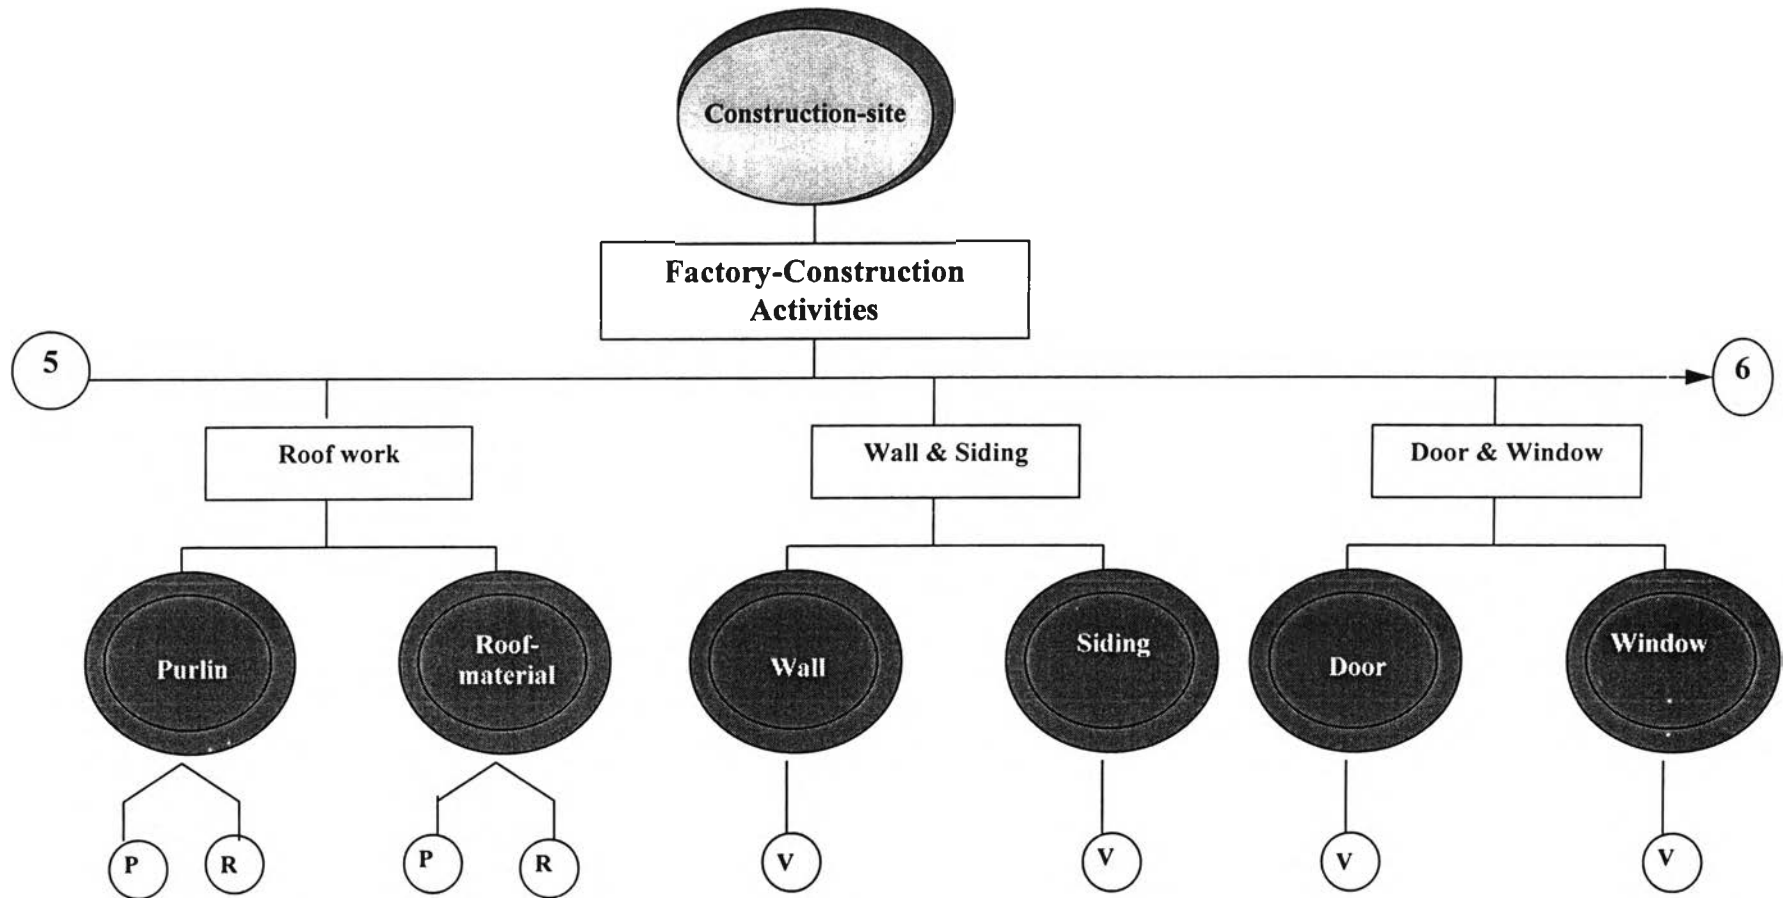 Construction-site
Factory-Construction
Activities
5
6
Roof work
Wall & Siding
Door & Window
Purlin
Roof-
material
Wall
Siding
Door
Window
P
R
P
R
V
V
V
V